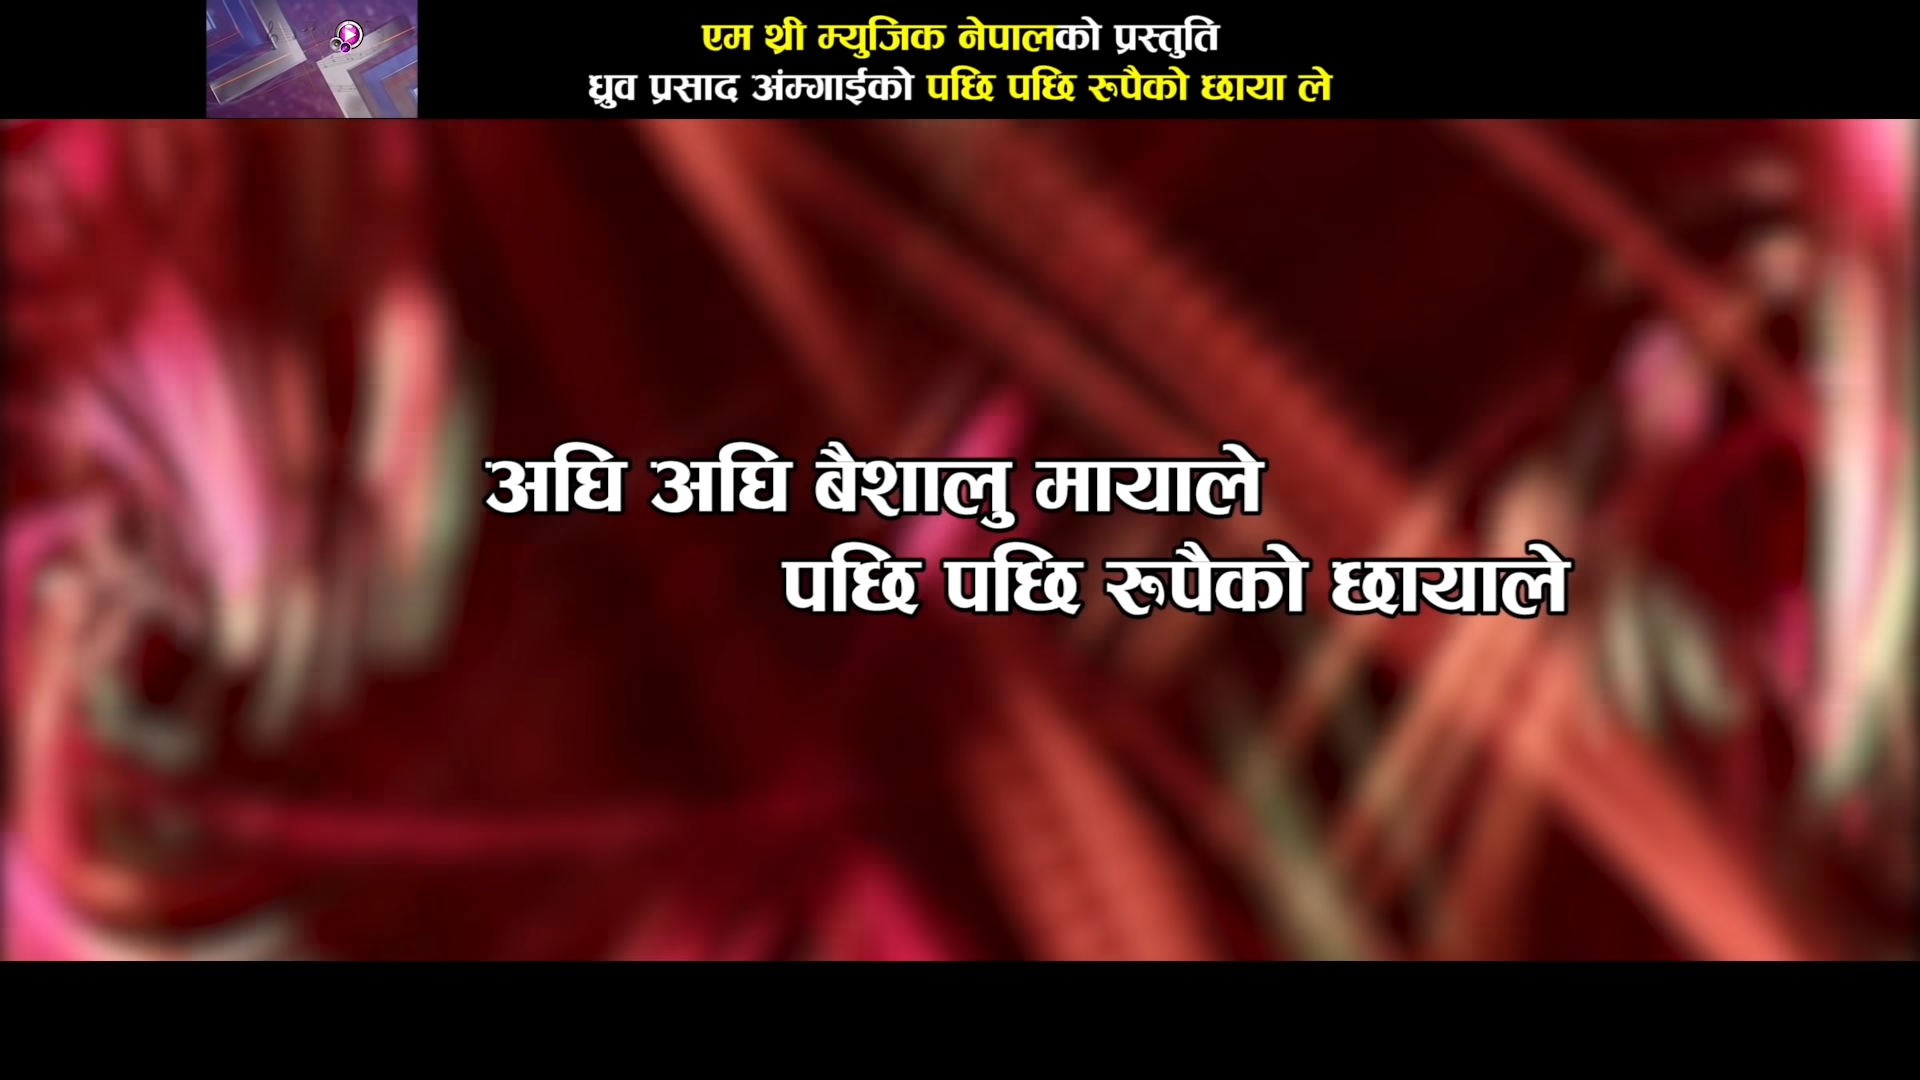 एम थ्री म्युजिक नेपालको प्रस्तुति
ध्रुव प्रसाद अंम्गाईको पछि पछि रुपैको छाया ले
अघि अघि बैशालु मायाले
पछि पछि रुपैको छायाले